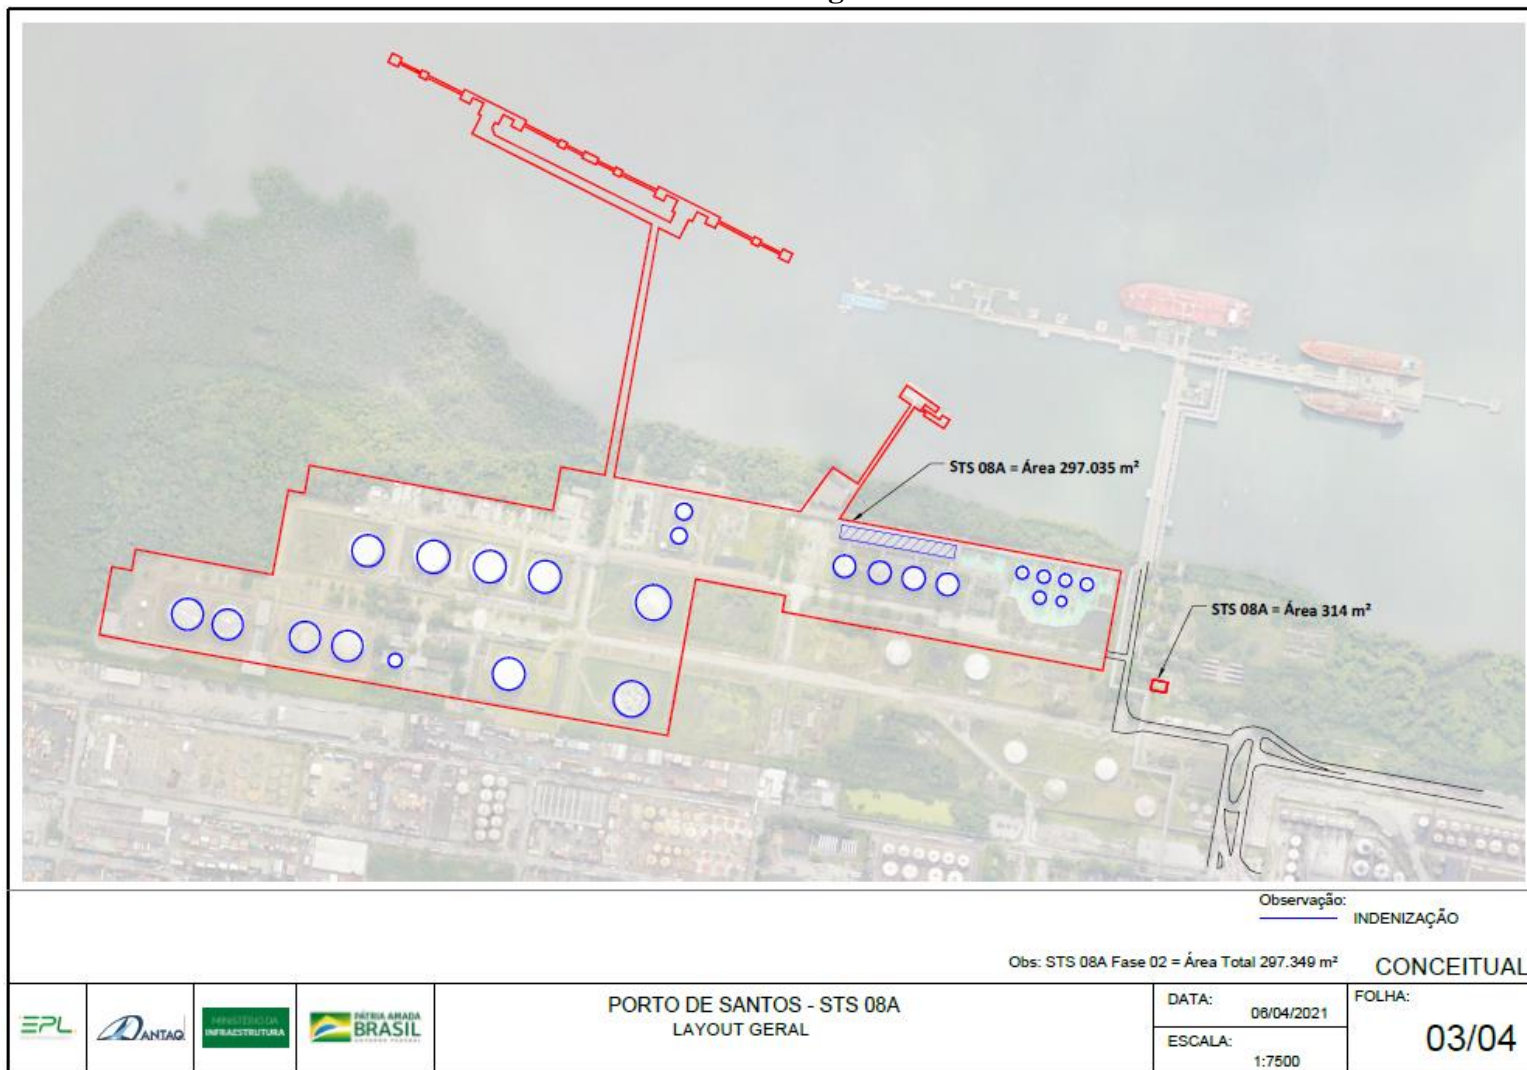 STS 08A = Área 297.035 m²
STS 08A = Área 314 m²
Observação:
INDENIZAÇÃO
Obs: STS 08A Fase 02 = Área Total 297.349 m²
CONCEITUAL
EPL
ANTAQ
MINISTÉRIO DA
INFRAESTRUTURA
PÁTRIA AMADA
BRASIL
GOVERNO FEDERAL
PORTO DE SANTOS - STS 08A
LAYOUT GERAL
DATA:
06/04/2021
ESCALA:
1:7500
FOLHA:
03/04